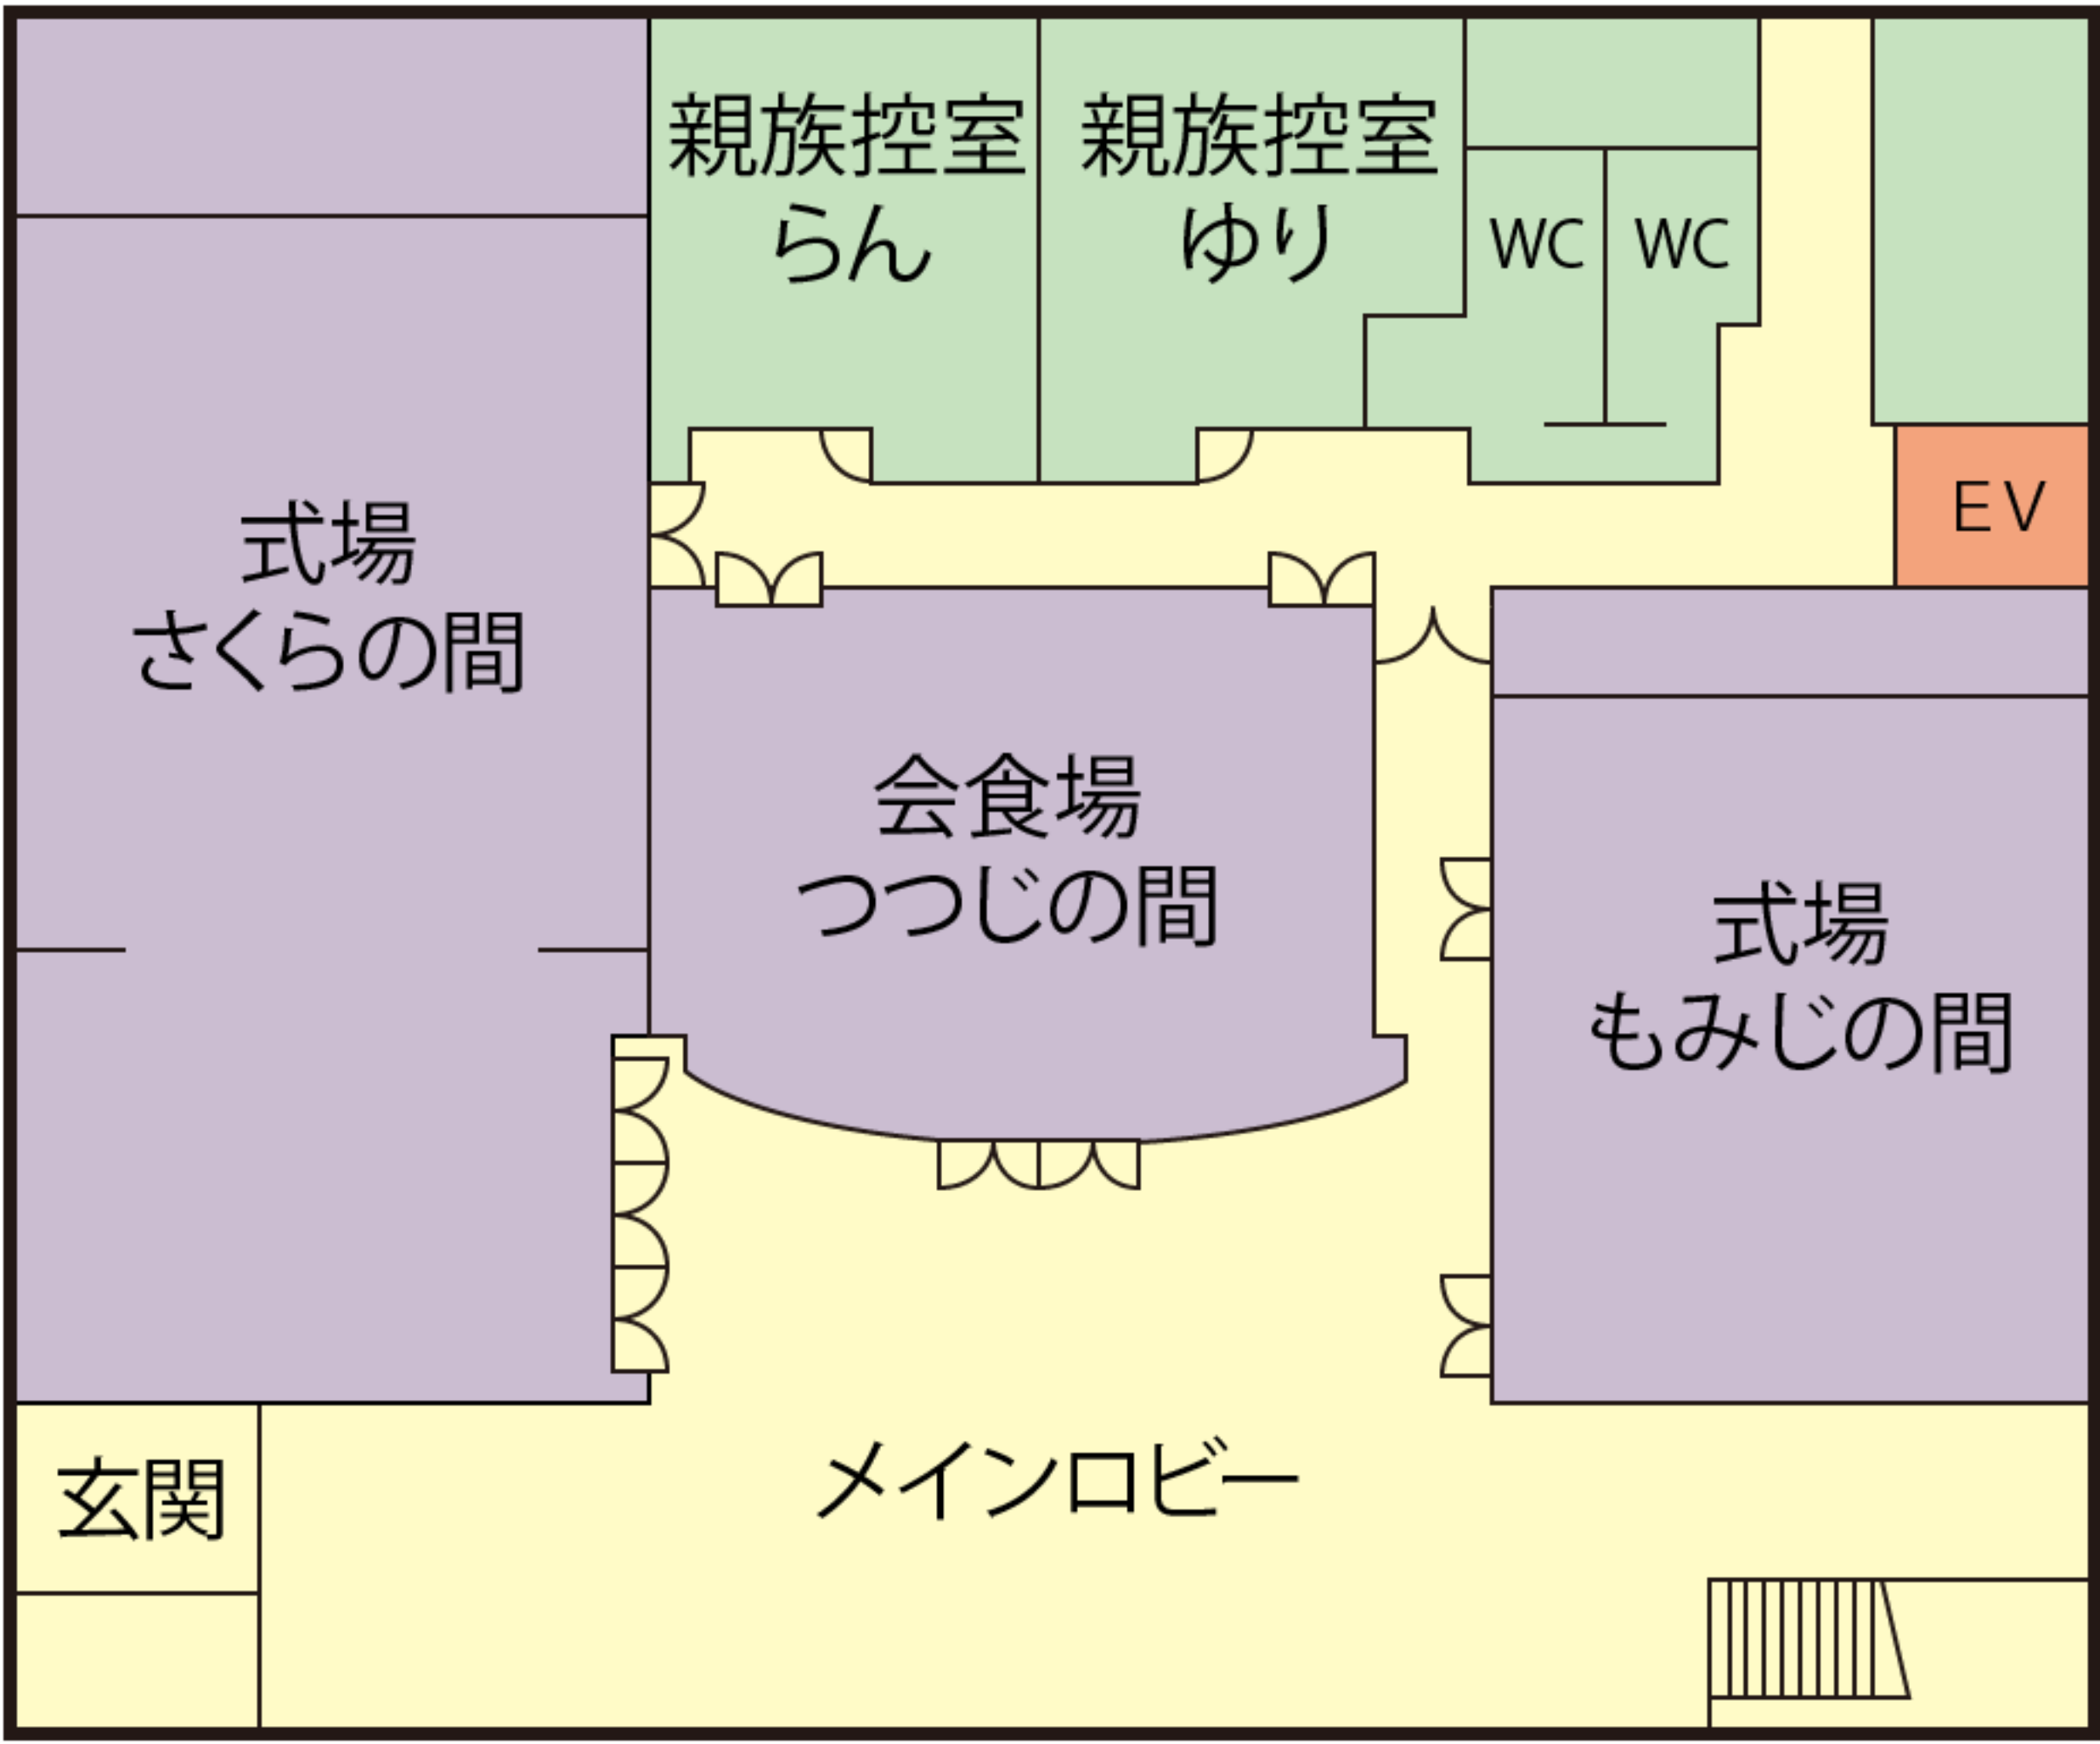 親族控室
らん
親族控室
ゆり
WC
WC
EV
式場
さくらの間
会食場
つつじの間
式場
もみじの間
玄関
メインロビー